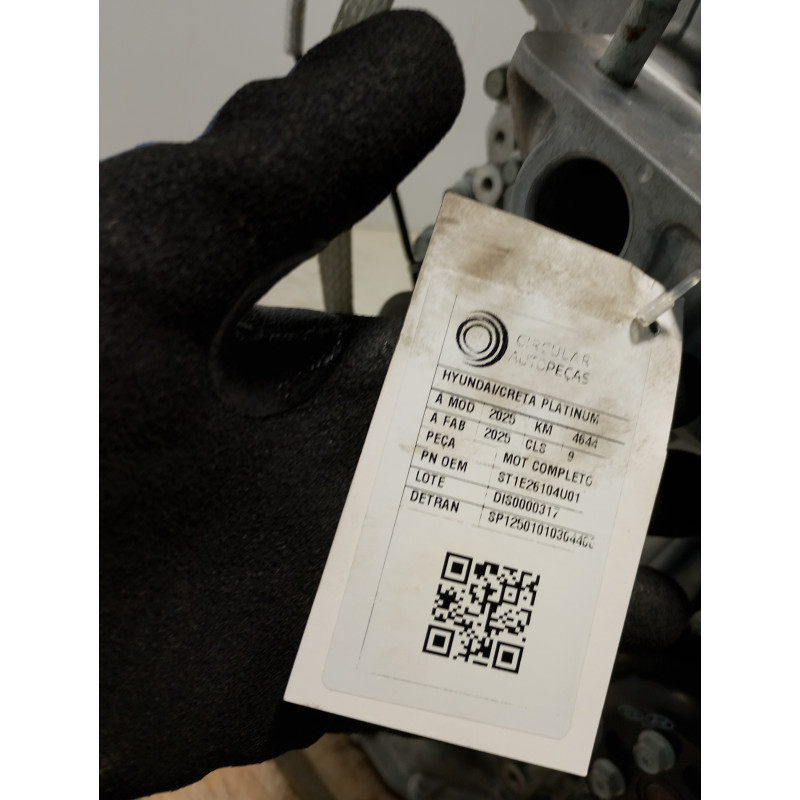 CIRCULAR
AUTOPEÇAS
HYUNDAI/CRETA PLATINUM
A MOD 2025 KM 4644
A FAB 2025 CLS 9
PEÇA MOT COMPLETO
PN OEM ST1E26104U01
LOTE DIS0000317
DETRAN